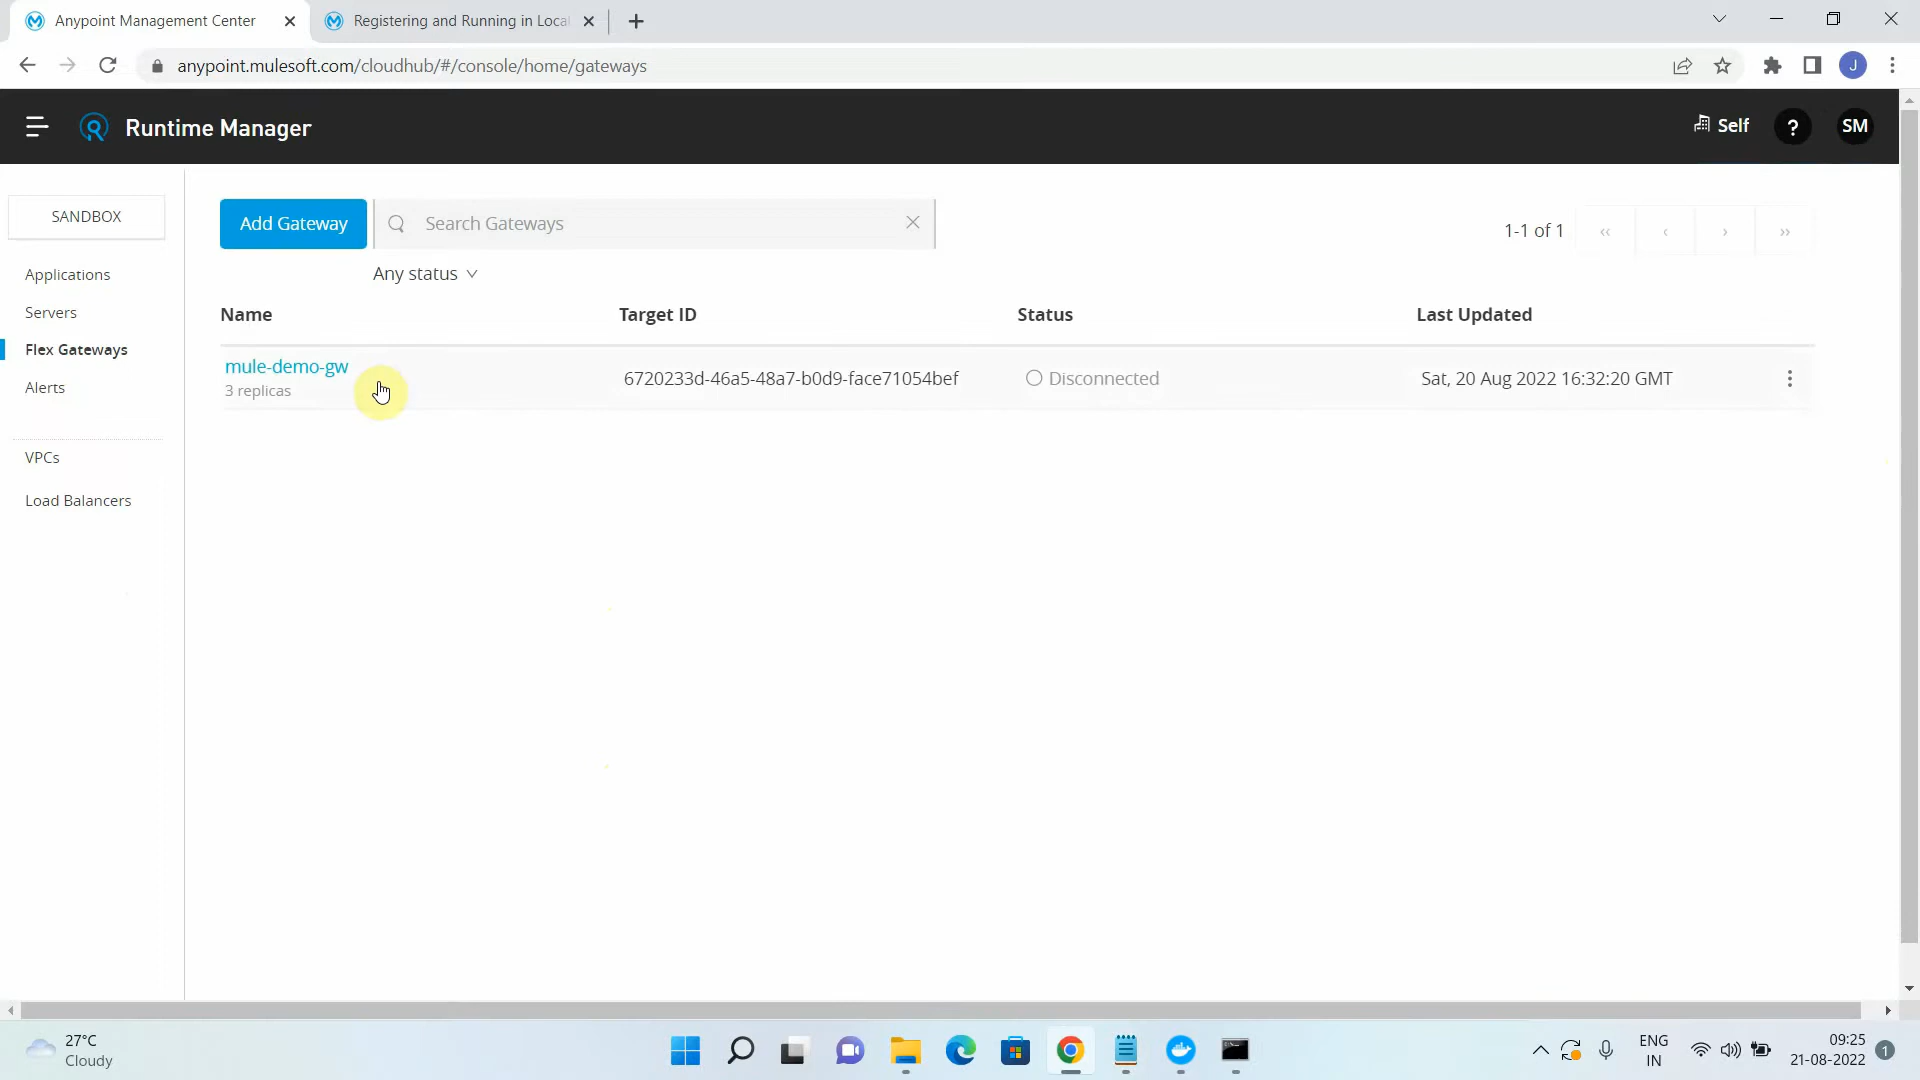 Anypoint Management Center
Registering and Running in Loca
anypoint.mulesoft.com/cloudhub/#/console/home/gateways
J
Runtime Manager
Self
?
SM
SANDBOX
Applications
Servers
Flex Gateways
Alerts
VPCs
Load Balancers
Add Gateway
Search Gateways
Any status
1-1 of 1
Name Target ID Status Last Updated
mule-demo-gw
3 replicas
6720233d-46a5-48a7-b0d9-face71054bef
Disconnected
Sat, 20 Aug 2022 16:32:20 GMT
27°C
Cloudy
ENG
IN
09:25
21-08-2022
1